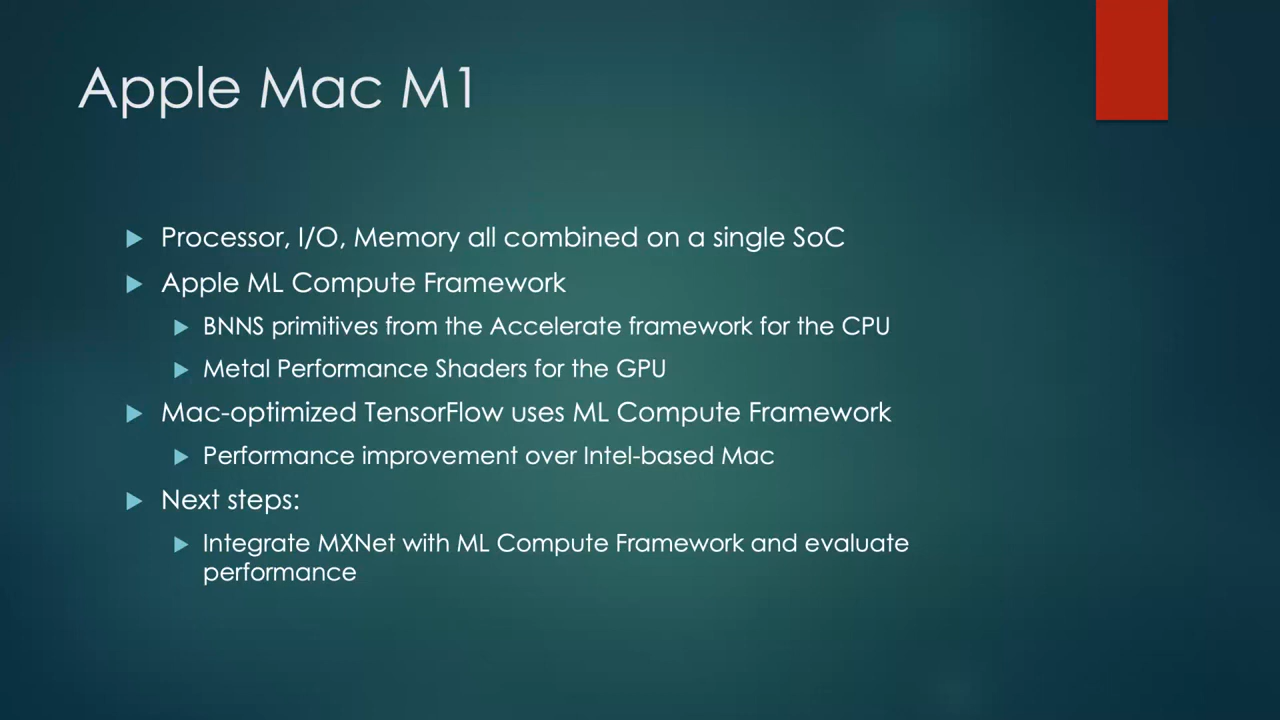 Apple Mac M1
Processor, I/O, Memory all combined on a single SoC
Apple ML Compute Framework
BNNS primitives from the Accelerate framework for the CPU
Metal Performance Shaders for the GPU
Mac-optimized TensorFlow uses ML Compute Framework
Performance improvement over Intel-based Mac
Next steps:
Integrate MXNet with ML Compute Framework and evaluate
performance